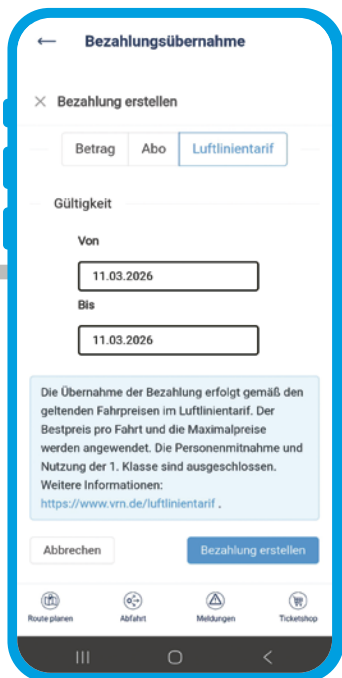 Bezahlungsübernahme
Bezahlung erstellen
Betrag Abo Luftlinientarif
Gültigkeit
Von
11.03.2026
Bis
11.03.2026
Die Übernahme der Bezahlung erfolgt gemäß den
geltenden Fahrpreisen im Luftlinientarif. Der
Bestpreis pro Fahrt und die Maximalpreise
werden angewendet. Die Personenmitnahme und
Nutzung der 1. Klasse sind ausgeschlossen.
Weitere Informationen:
https://www.vrn.de/luftlinientarif .
Abbrechen Bezahlung erstellen
Route planen Abfahrt Meldungen Ticketshop